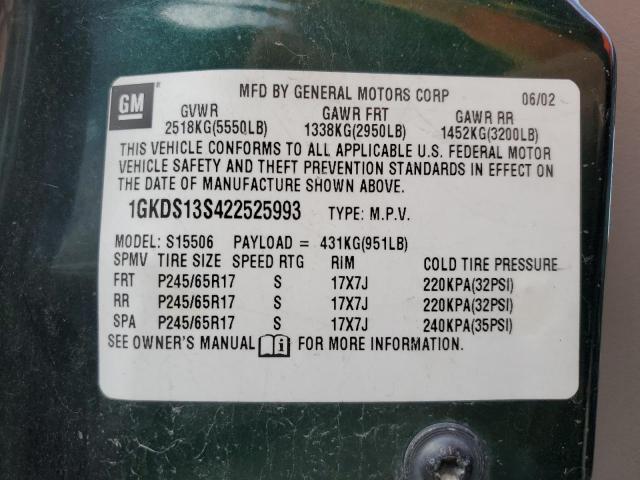 GM
MFD BY GENERAL MOTORS CORP 06/02
GVWR GAWR FRT GAWR RR
2518KG(5550LB) 1338KG(2950LB) 1452KG(3200LB)
THIS VEHICLE CONFORMS TO ALL APPLICABLE U.S. FEDERAL MOTOR
VEHICLE SAFETY AND THEFT PREVENTION STANDARDS IN EFFECT ON
THE DATE OF MANUFACTURE SHOWN ABOVE.
1GKDS13S422525993 TYPE: M.P.V.
MODEL: S15506 PAYLOAD = 431KG(951LB)
SPMV TIRE SIZE SPEED RTG RIM COLD TIRE PRESSURE
FRT P245/65R17 S 17X7J 220KPA(32PSI)
RR P245/65R17 S 17X7J 220KPA(32PSI)
SPA P245/65R17 S 17X7J 240KPA(35PSI)
SEE OWNER'S MANUAL i FOR MORE INFORMATION.